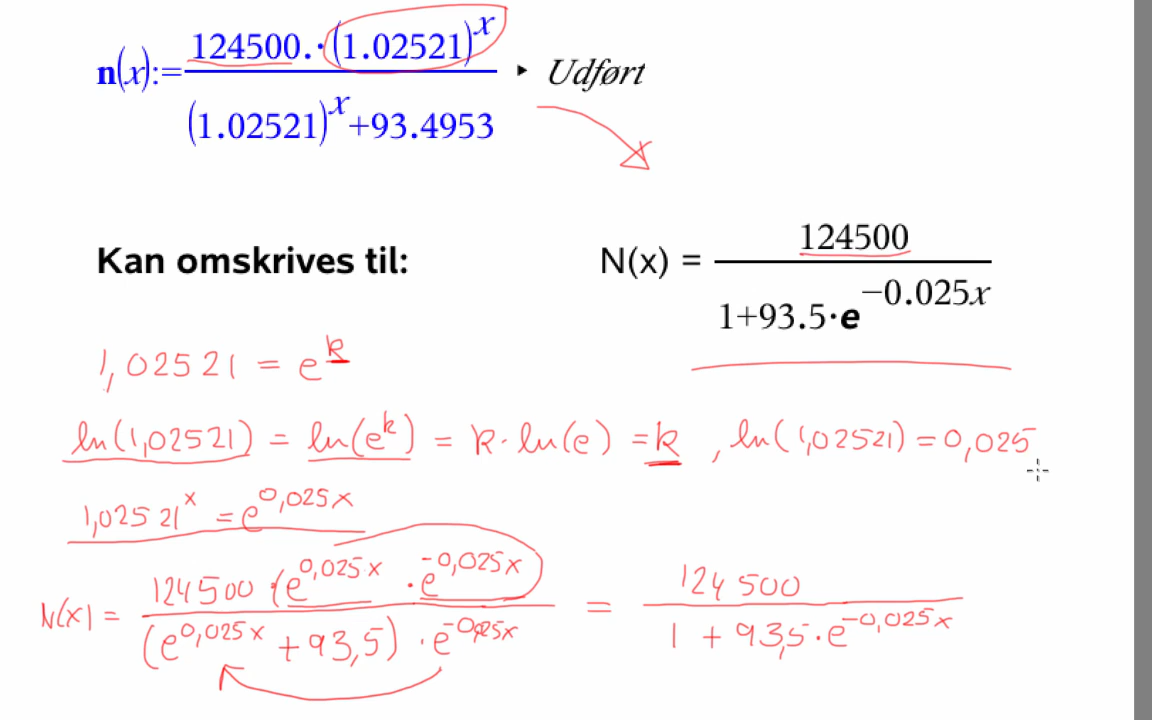 n(x):=124500.·(1.02521)^x/((1.02521)^x+93.4953) ▸ Udført
Kan omskrives til: N(x) = 124500/(1+93.5·e^(−0.025x))
1,02521 = e^k
ln(1,02521) = ln(e^k) = k·ln(e) = k , ln(1,02521) = 0,025
1,02521^x = e^(0,025x)
N(x) = 124500 (e^(0,025x) · e^(-0,025x))/((e^(0,025x) + 93,5) · e^(-0,025x)) = 124 500/(1 + 93,5·e^(-0,025x))